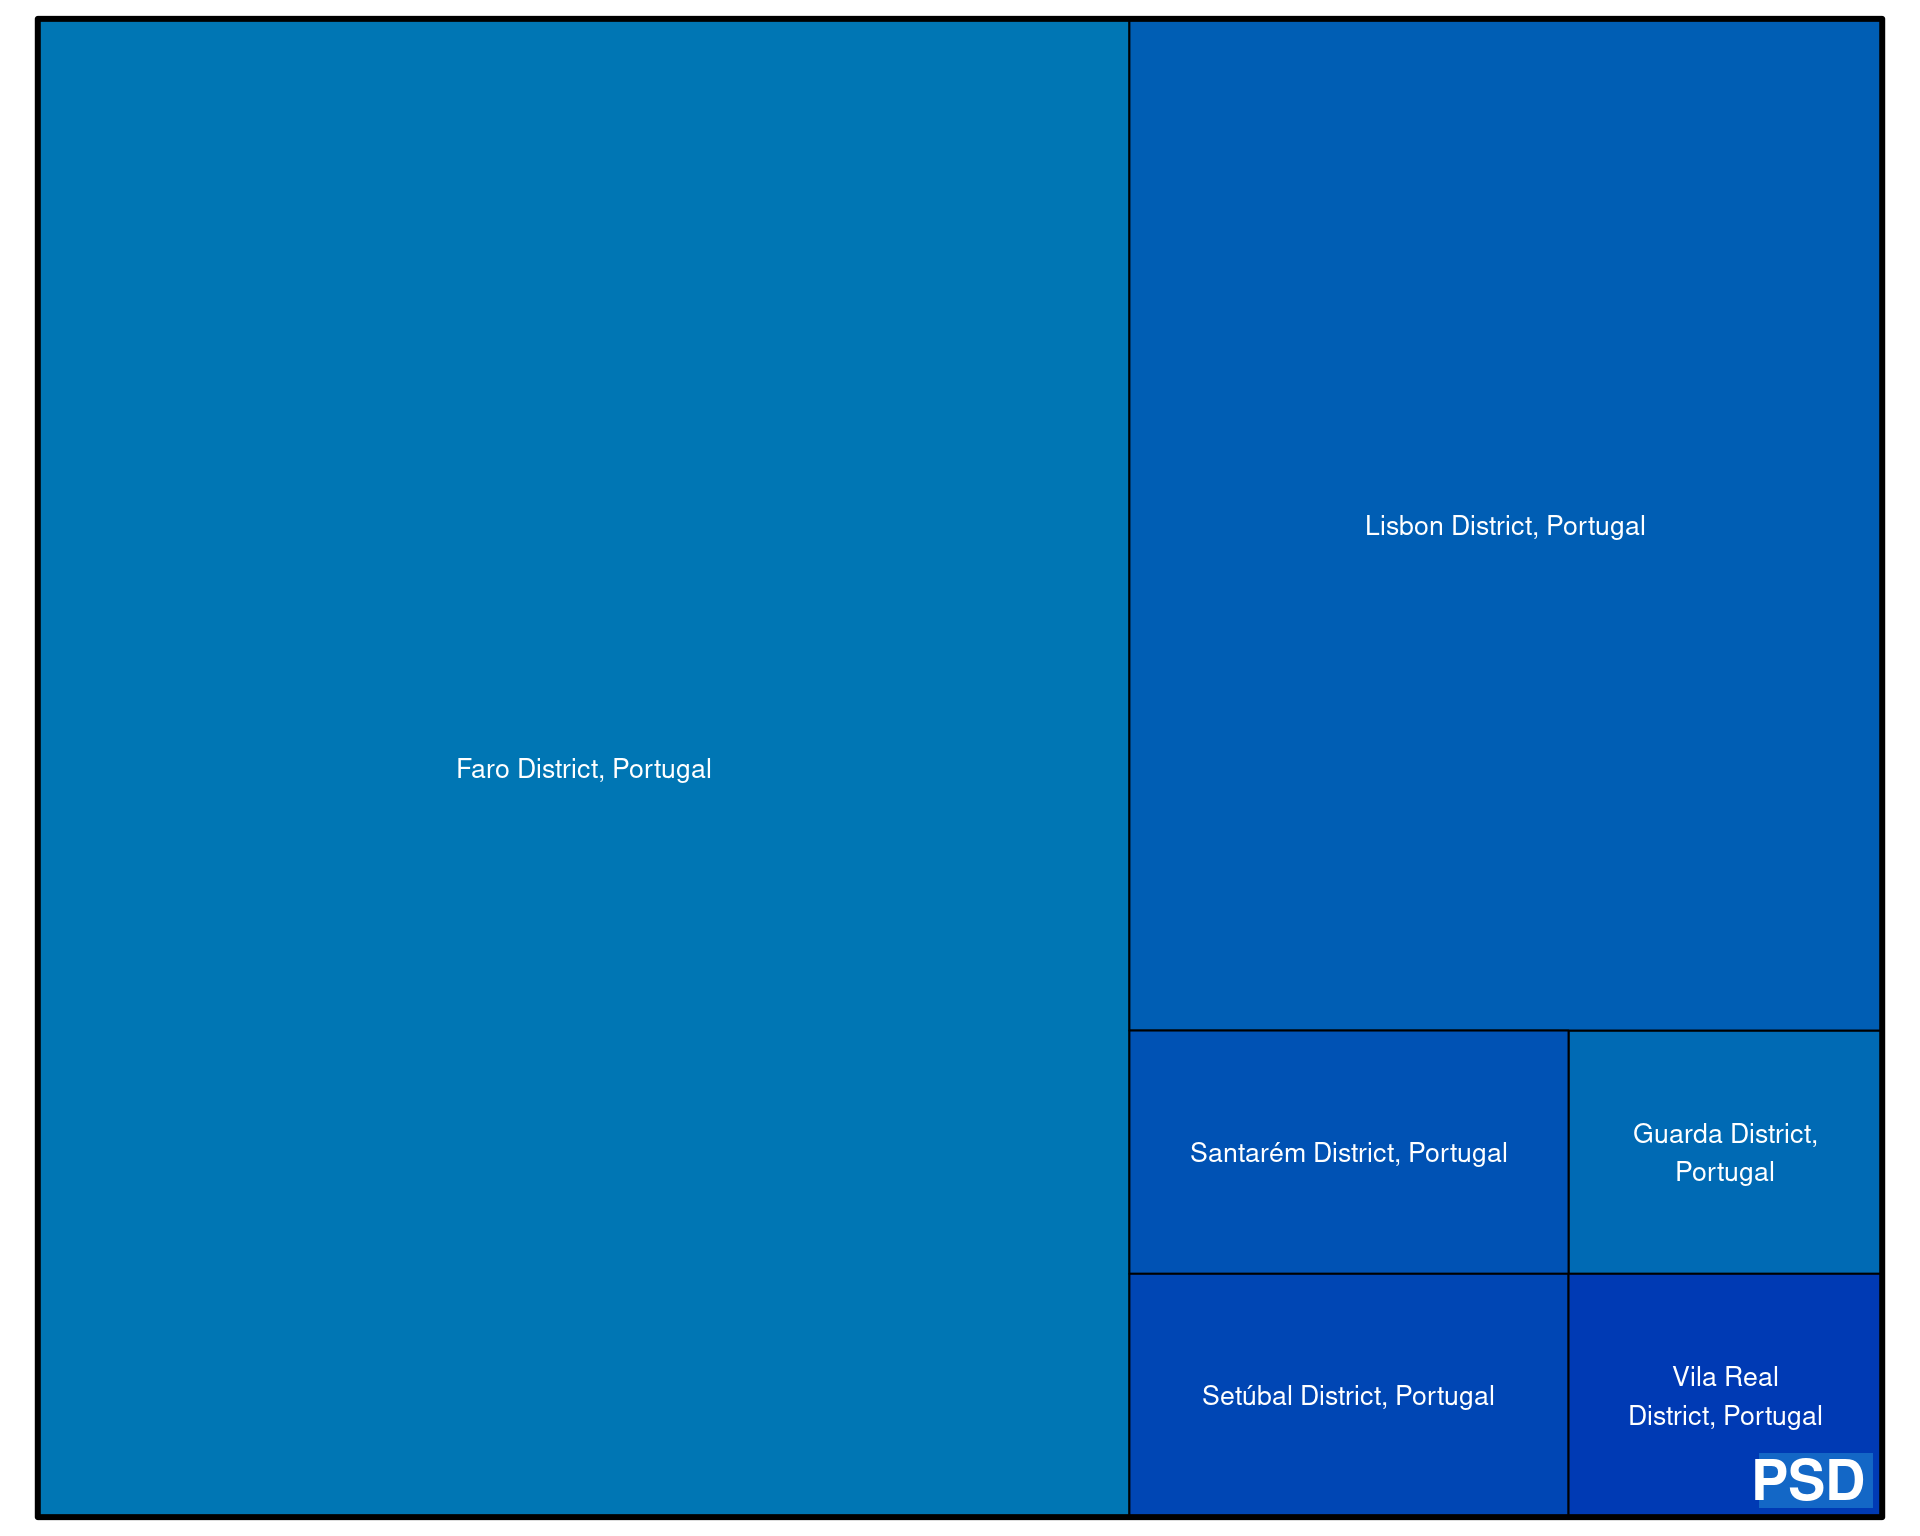 Faro District, Portugal
Lisbon District, Portugal
Santarém District, Portugal
Guarda District,
Portugal
Setúbal District, Portugal
Vila Real
District, Portugal
PSD